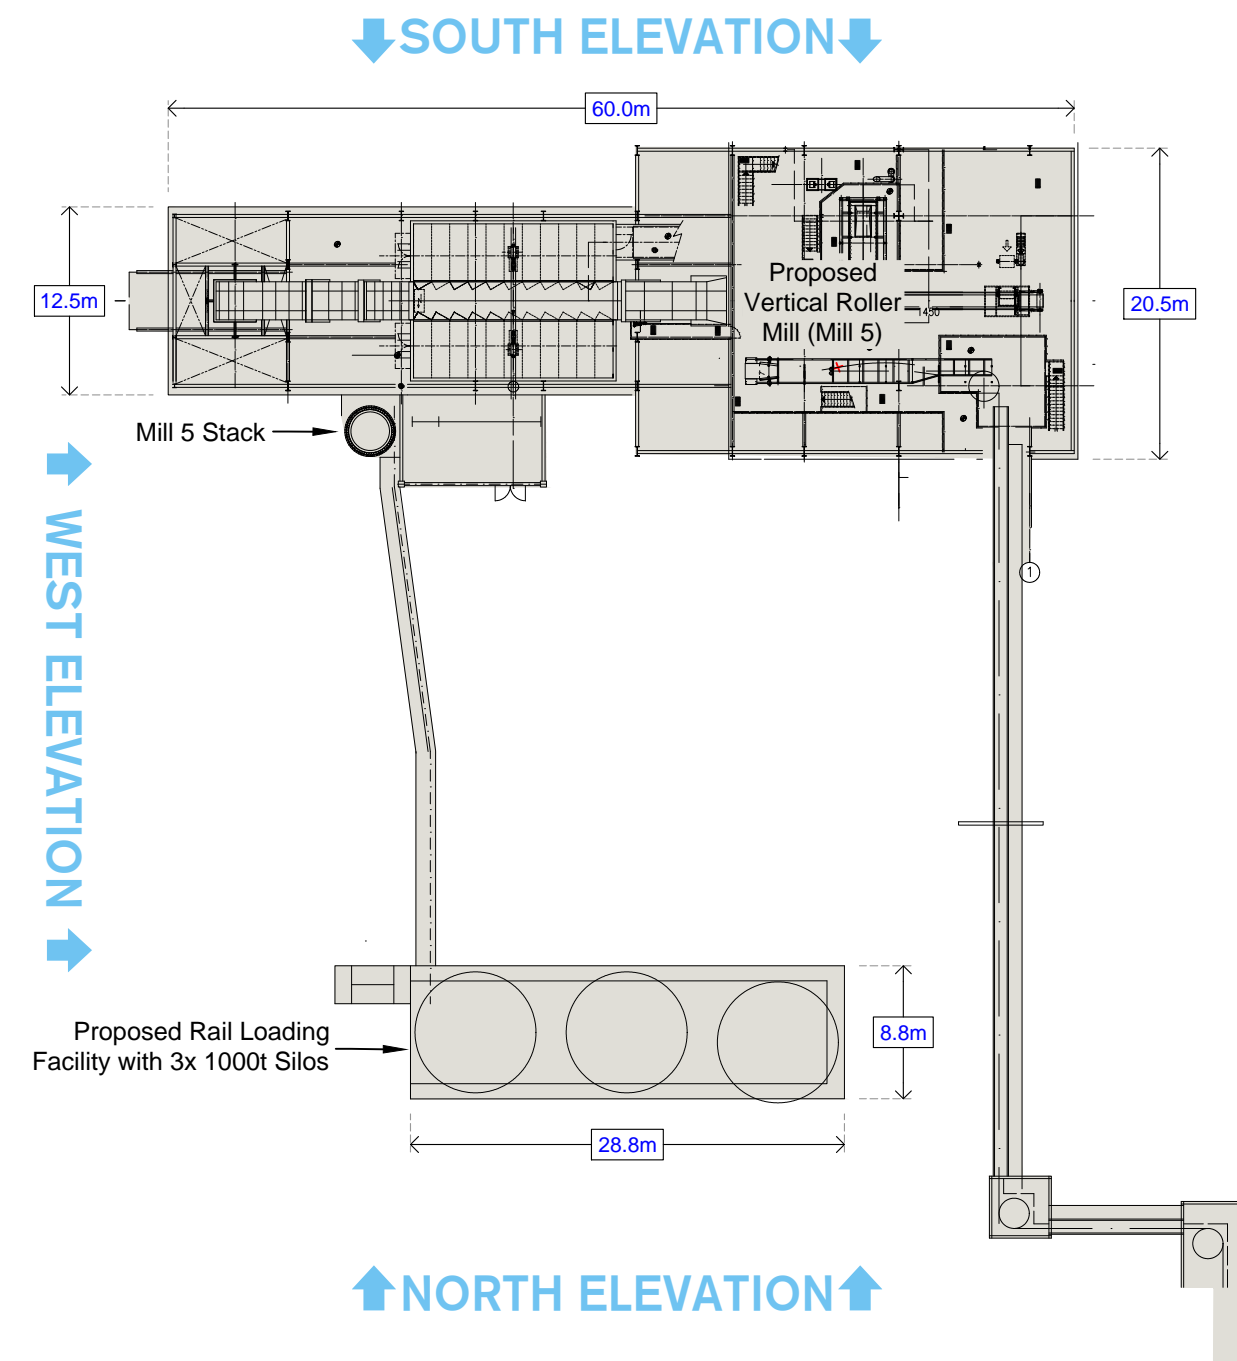 SOUTH ELEVATION
60.0m
12.5m
20.5m
Proposed
Vertical Roller
Mill (Mill 5)
1450
Mill 5 Stack
WEST ELEVATION
1
Proposed Rail Loading
Facility with 3x 1000t Silos
8.8m
28.8m
NORTH ELEVATION